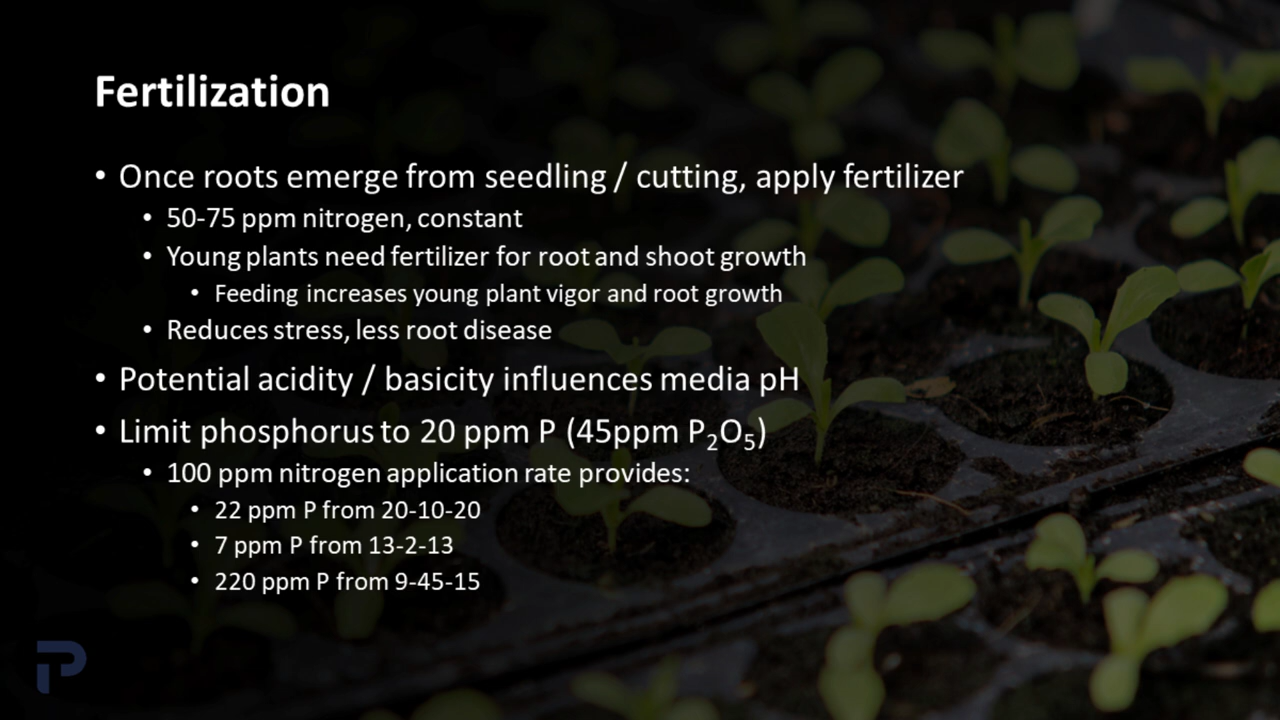 Fertilization
• Once roots emerge from seedling / cutting, apply fertilizer
• 50-75 ppm nitrogen, constant
• Young plants need fertilizer for root and shoot growth
• Feeding increases young plant vigor and root growth
• Reduces stress, less root disease
• Potential acidity / basicity influences media pH
• Limit phosphorus to 20 ppm P (45ppm P₂O₅)
• 100 ppm nitrogen application rate provides:
• 22 ppm P from 20-10-20
• 7 ppm P from 13-2-13
• 220 ppm P from 9-45-15